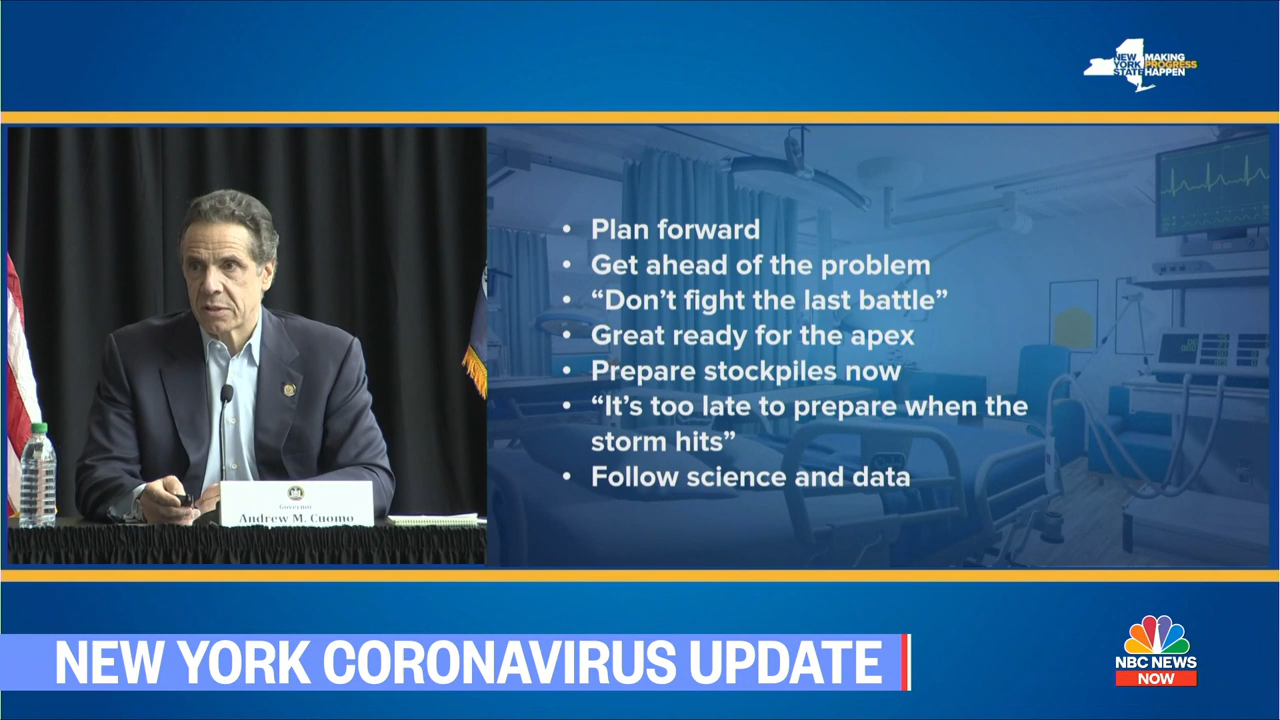 NEW YORK STATE
MAKING PROGRESS HAPPEN
• Plan forward
• Get ahead of the problem
• “Don’t fight the last battle”
• Great ready for the apex
• Prepare stockpiles now
• “It’s too late to prepare when the
storm hits”
• Follow science and data
Governor
Andrew M. Cuomo
NEW YORK CORONAVIRUS UPDATE
NBC NEWS
NOW